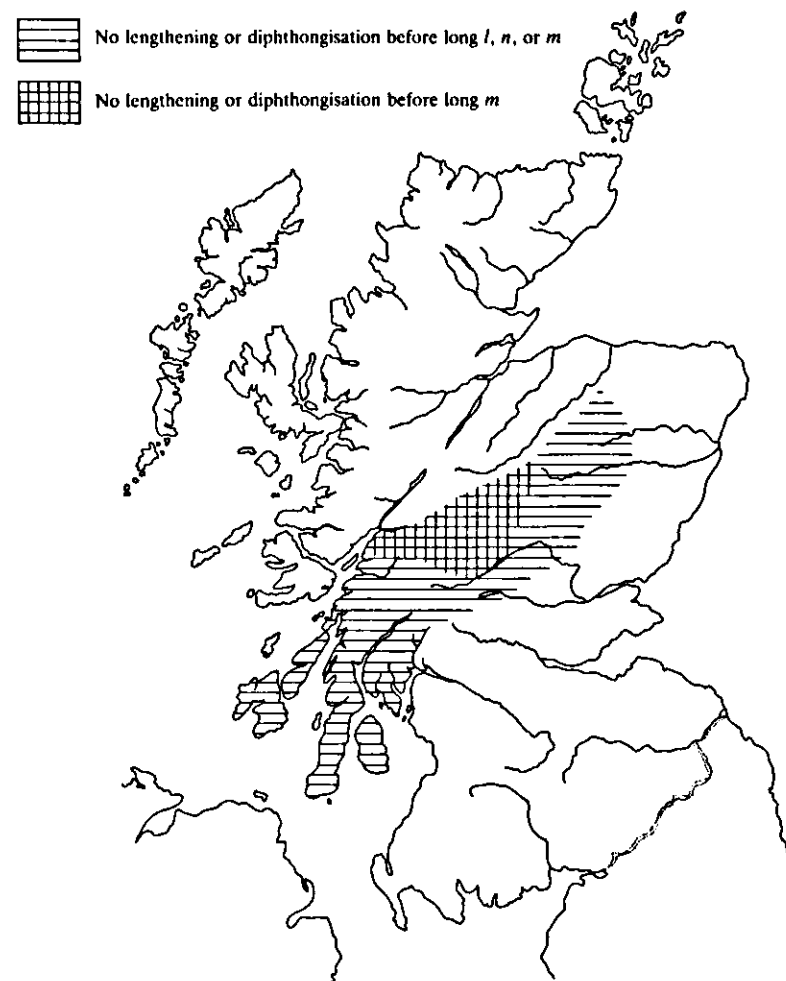 No lengthening or diphthongisation before long l, n, or m
No lengthening or diphthongisation before long m